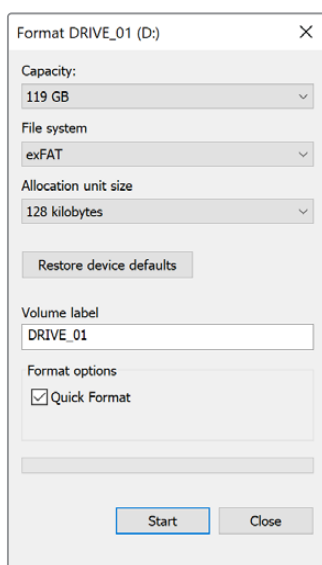 Format DRIVE_01 (D:)
Capacity:
119 GB
File system
exFAT
Allocation unit size
128 kilobytes
Restore device defaults
Volume label
DRIVE_01
Format options
Quick Format
Start Close